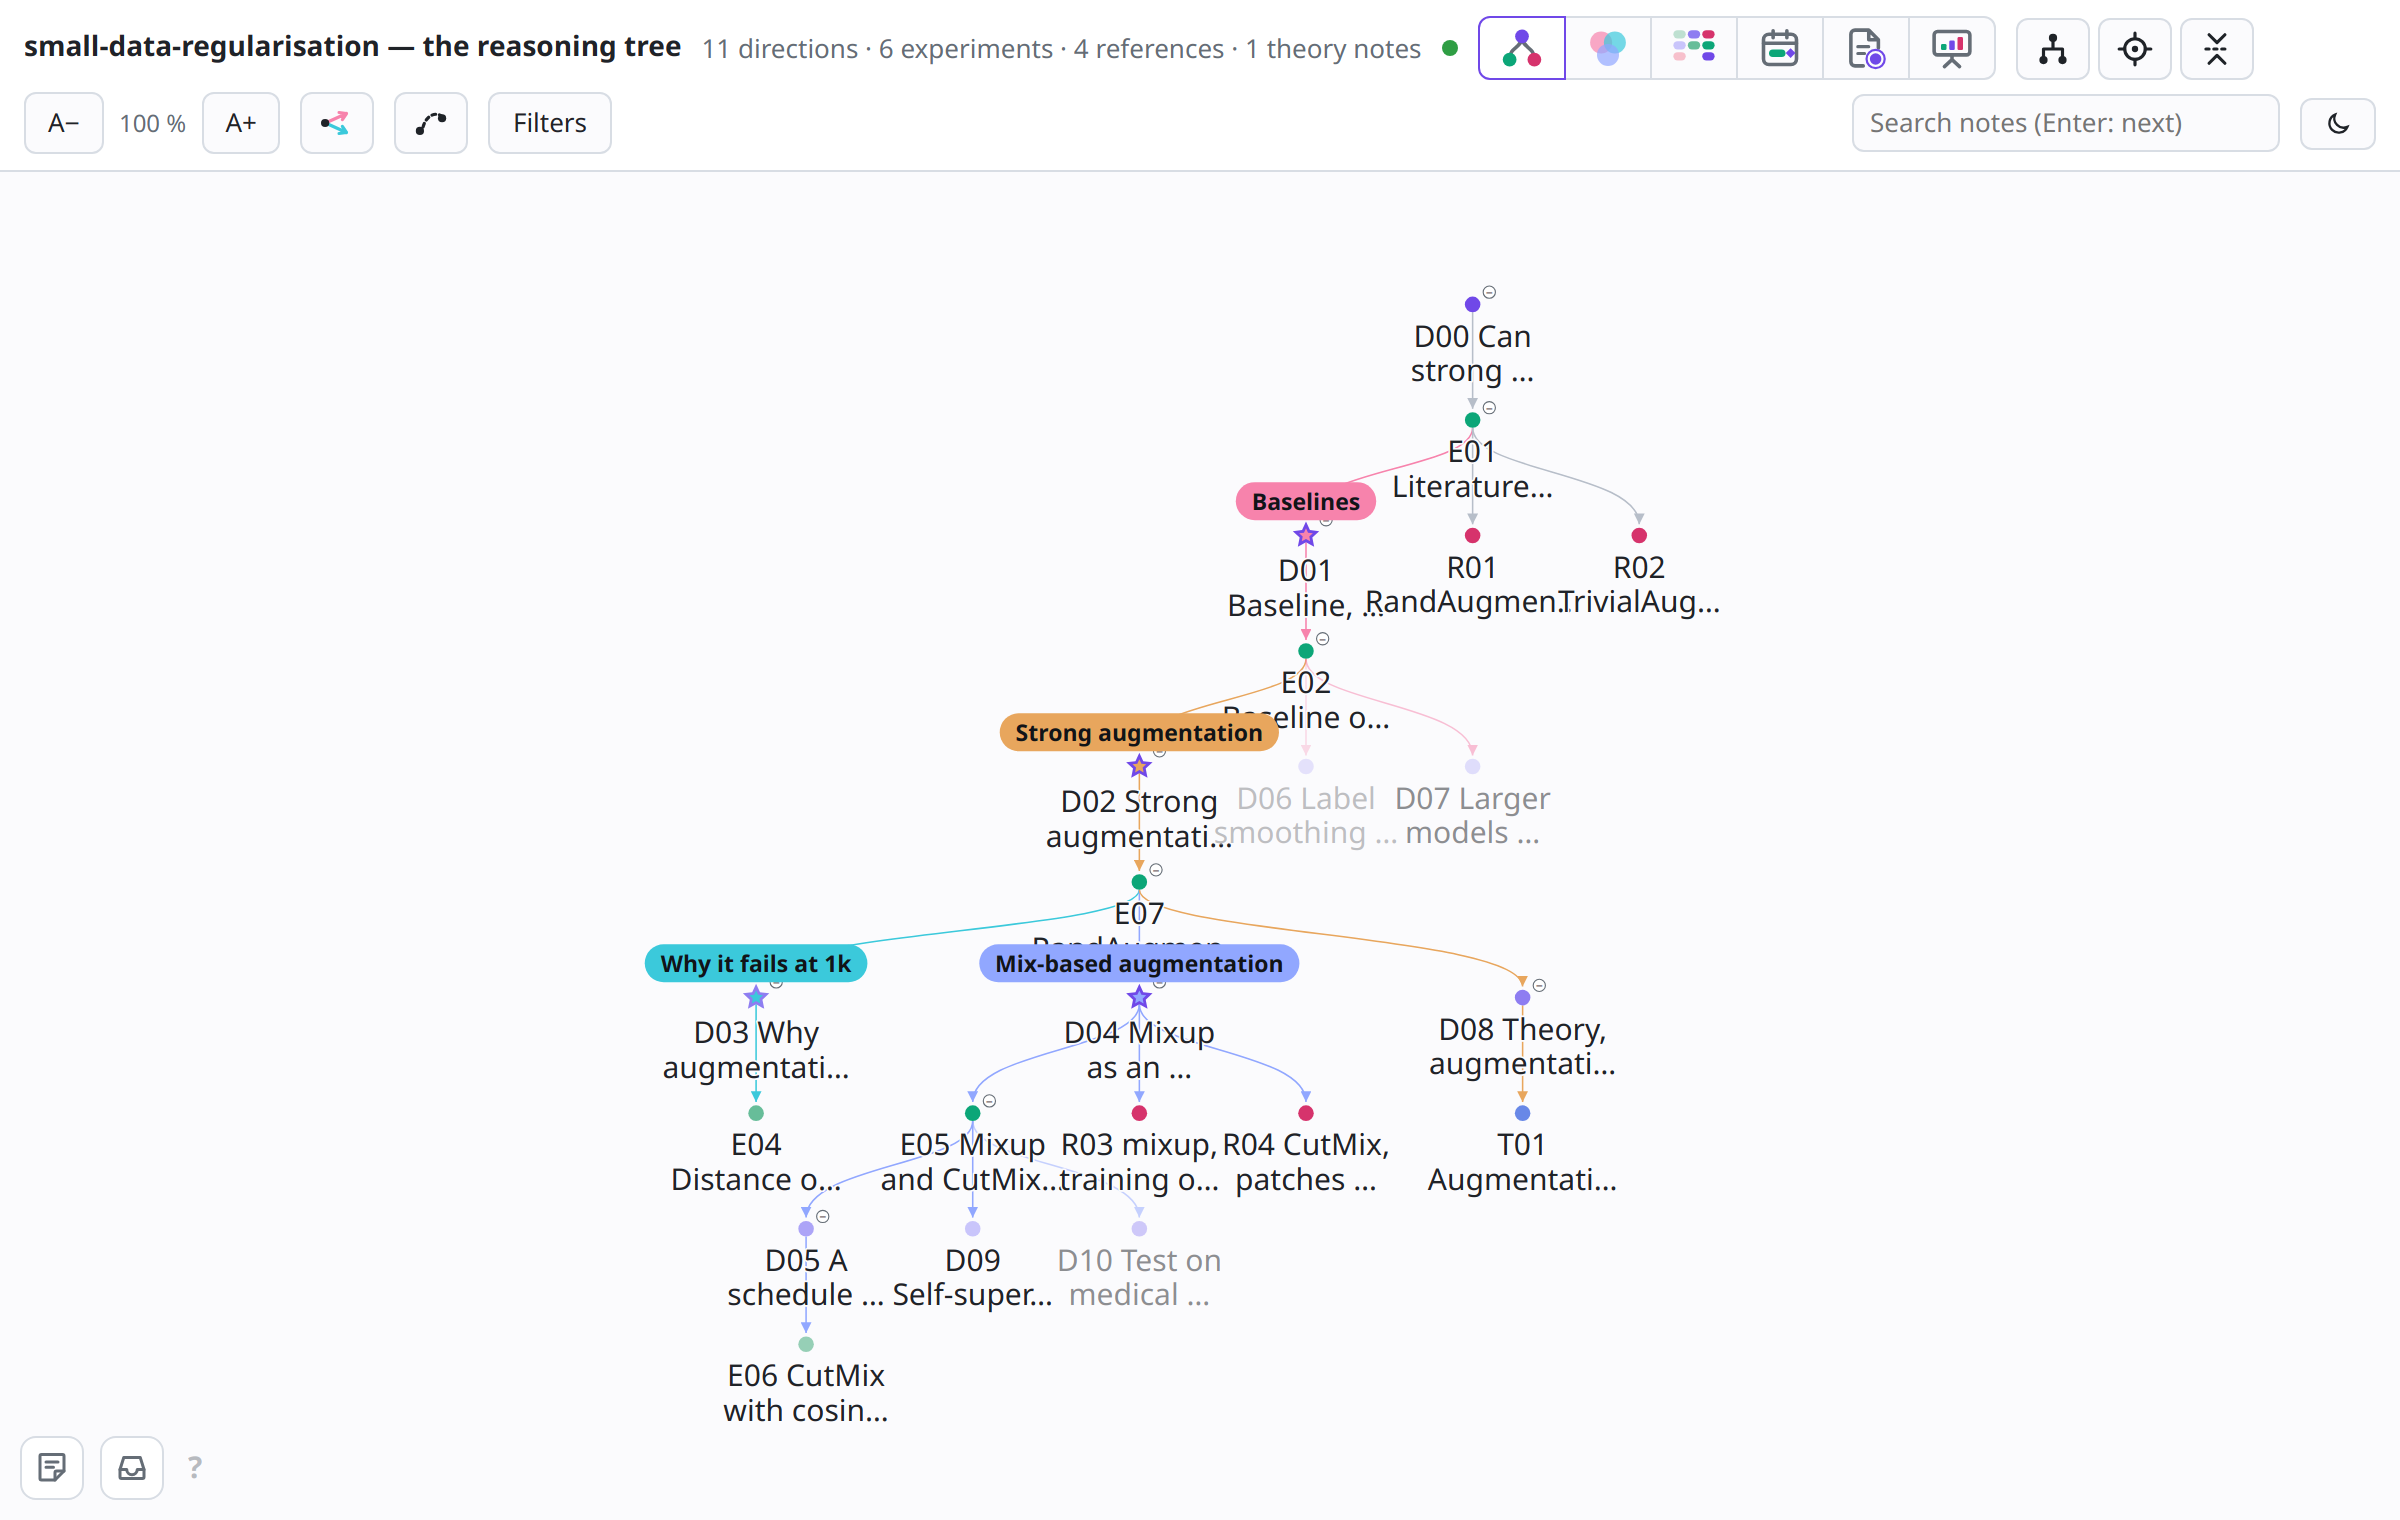 small-data-regularisation — the reasoning tree
11 directions · 6 experiments · 4 references · 1 theory notes
A−
100 %
A+
Filters
Search notes (Enter: next)
D00 Can
strong ...
E01
Literature...
Baselines
D01
Baseline, ...
R01
RandAugmen...
R02
TrivialAug...
E02
Baseline o...
Strong augmentation
D02 Strong
augmentati...
D06 Label
smoothing ...
D07 Larger
models ...
E07
RandAugmen...
Why it fails at 1k
Mix-based augmentation
D03 Why
augmentati...
D04 Mixup
as an ...
D08 Theory,
augmentati...
E04
Distance o...
E05 Mixup
and CutMix...
R03 mixup,
training o...
R04 CutMix,
patches ...
T01
Augmentati...
D05 A
schedule ...
D09
Self-super...
D10 Test on
medical ...
E06 CutMix
with cosin...
?